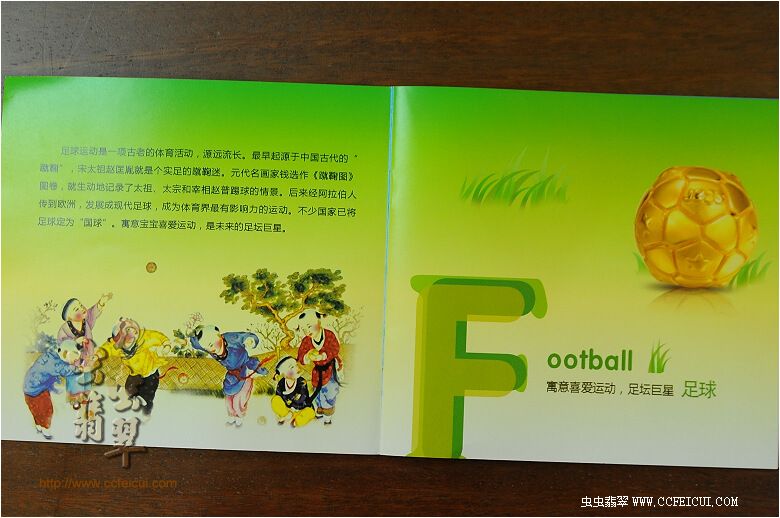 足球运动是一项古老的体育活动，源远流长。最早起源于中国古代的“
蹴鞠”，宋太祖赵匡胤就是个实足的蹴鞠迷。元代名画家钱选作《蹴鞠图》
图卷，就生动地记录了太祖、太宗和宰相赵普踢球的情景。后来经阿拉伯人
传到欧洲，发展成现代足球，成为体育界最有影响力的运动。不少国家已将
足球定为“国球”。寓意宝宝喜爱运动，是未来的足坛巨星。
Football
寓意喜爱运动，足坛巨星 足球
虫虫翡翠
http://www.ccfeicui.com
虫虫翡翠 WWW.CCFEICUI.COM